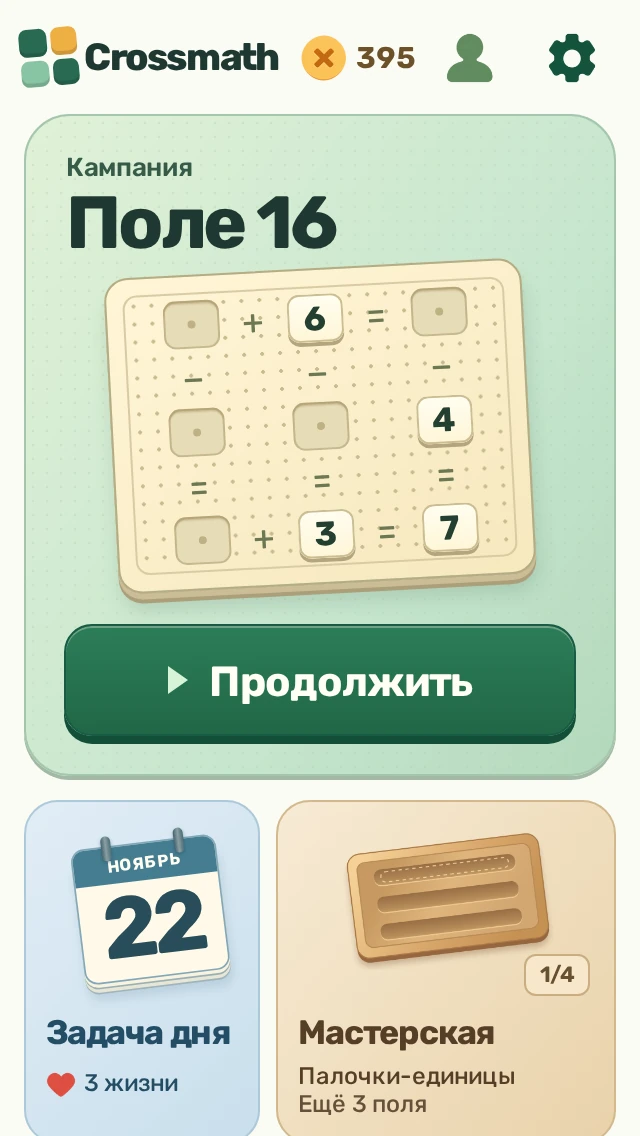 Crossmath
395
Кампания
Поле 16
+ 6 =
− − −
4
= = =
+ 3 = 7
Продолжить
НОЯБРЬ
22
1/4
Задача дня
Мастерская
3 жизни
Палочки-единицы
Ещё 3 поля